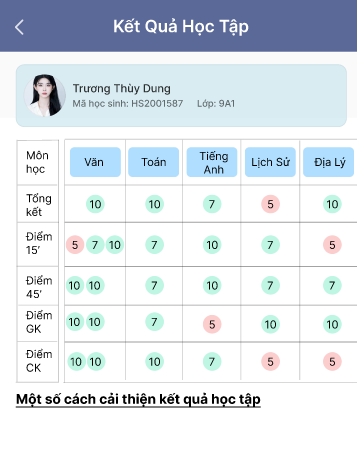 Kết Quả Học Tập
Trương Thùy Dung
Mã học sinh: HS2001587 Lớp: 9A1
Môn học Văn Toán Tiếng Anh Lịch Sử Địa Lý
Tổng kết 10 10 7 5 10
Điểm 15’ 5 7 10 7 10 7 5
Điểm 45’ 10 10 7 10 7 7
Điểm GK 10 10 7 5 10 10
Điểm CK 10 10 10 7 5 5
Một số cách cải thiện kết quả học tập